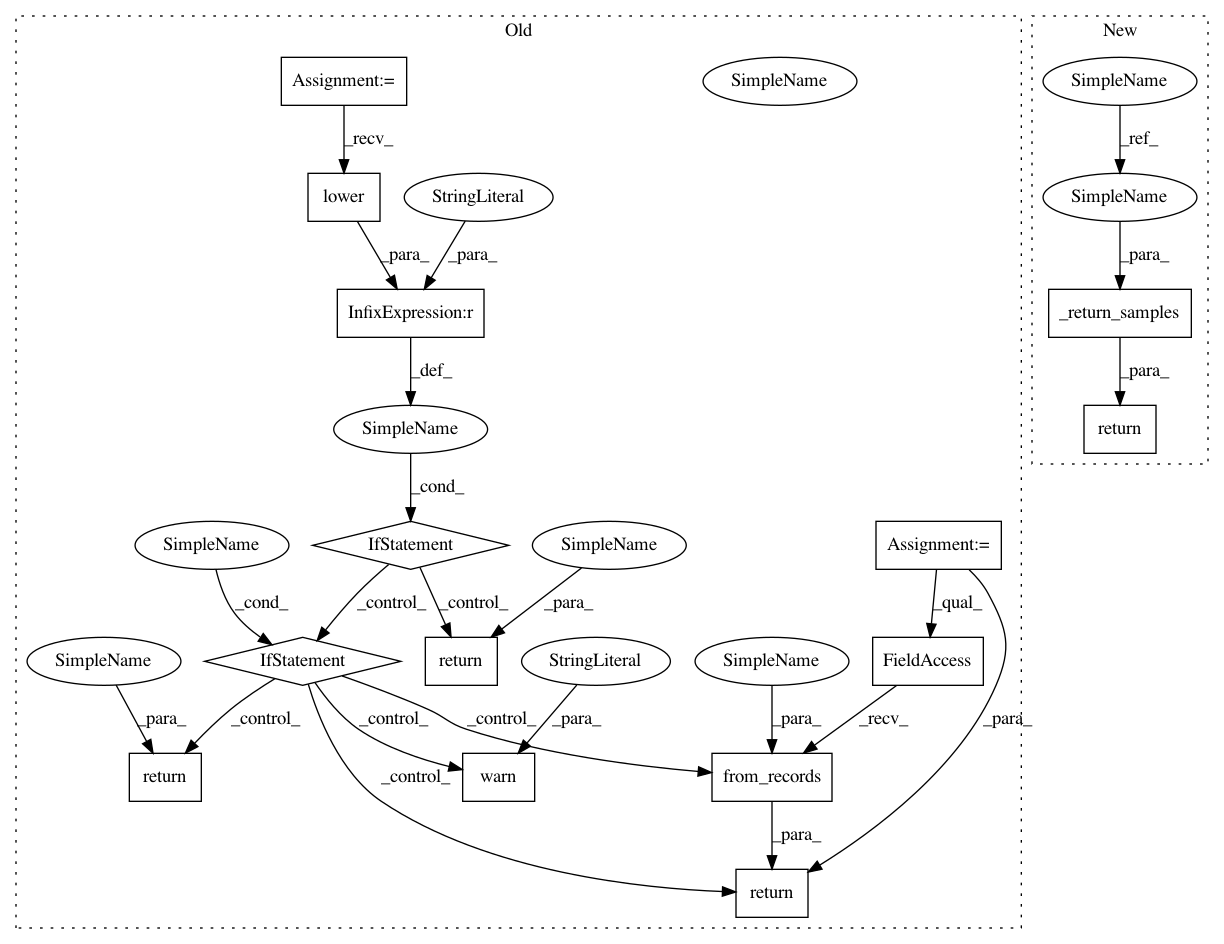 Old
New
Assignment:=
SimpleName
SimpleName
_recv_
_ref_
lower
StringLiteral
SimpleName
_para_
_para_
_para_
InfixExpression:r
_return_samples
_def_
_para_
SimpleName
return
_cond_
SimpleName
IfStatement
SimpleName
Assignment:=
_cond_
_control_
_control_
_para_
_qual_
SimpleName
IfStatement
return
StringLiteral
SimpleName
FieldAccess
_para_
_control_
_control_
_para_
_control_
_para_
_recv_
_para_
return
_control_
warn
from_records
_para_
return